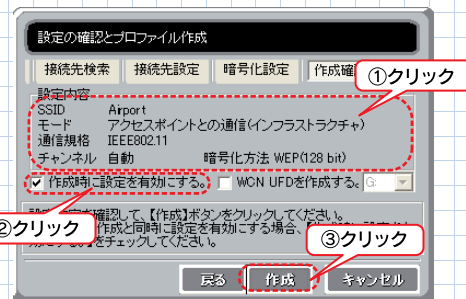 設定の確認とプロファイル作成
接続先検索 接続先設定 暗号化設定 作成確
①クリック
設定内容
SSID Airport
モード アクセスポイントとの通信(インフラストラクチャ)
通信規格 IEEE802.11
チャンネル 自動 暗号化方法 WEP(128 bit)
作成時に設定を有効にする。 WCN UFDを作成する。 G:
確認して、【作成】ボタンをクリックしてください。
②クリック
作成と同時に設定を有効にする場合、
をチェックしてください。
③クリック
戻る 作成 キャンセル